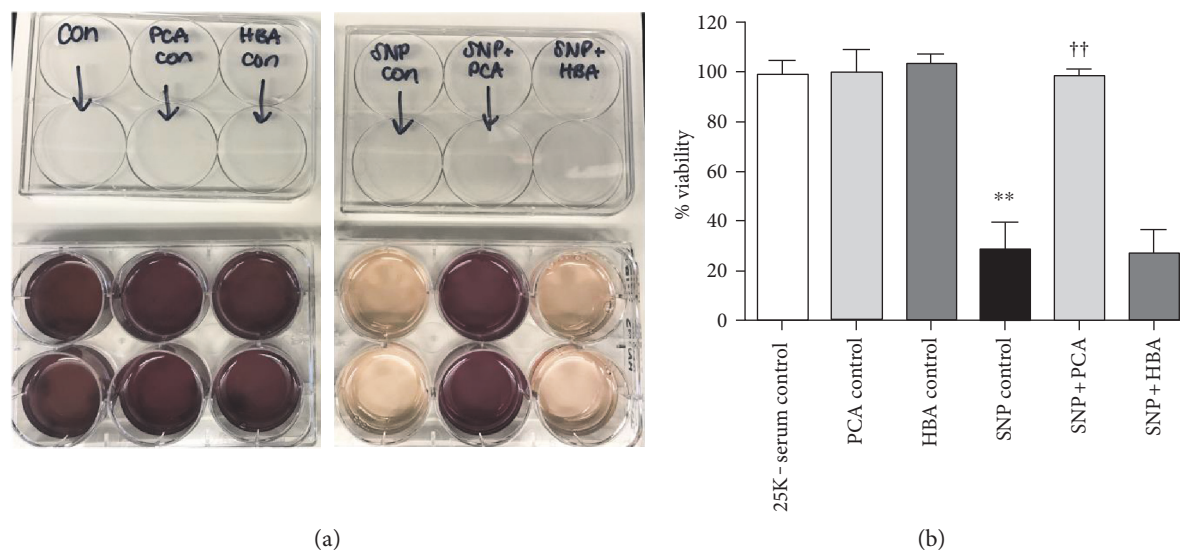 Con
PCA
con
HBA
con
SNP
con
SNP+
PCA
SNP+
HBA
(a)
% viability
120
100
80
60
40
20
0
**
††
25K – serum control
PCA control
HBA control
SNP control
SNP + PCA
SNP + HBA
(b)